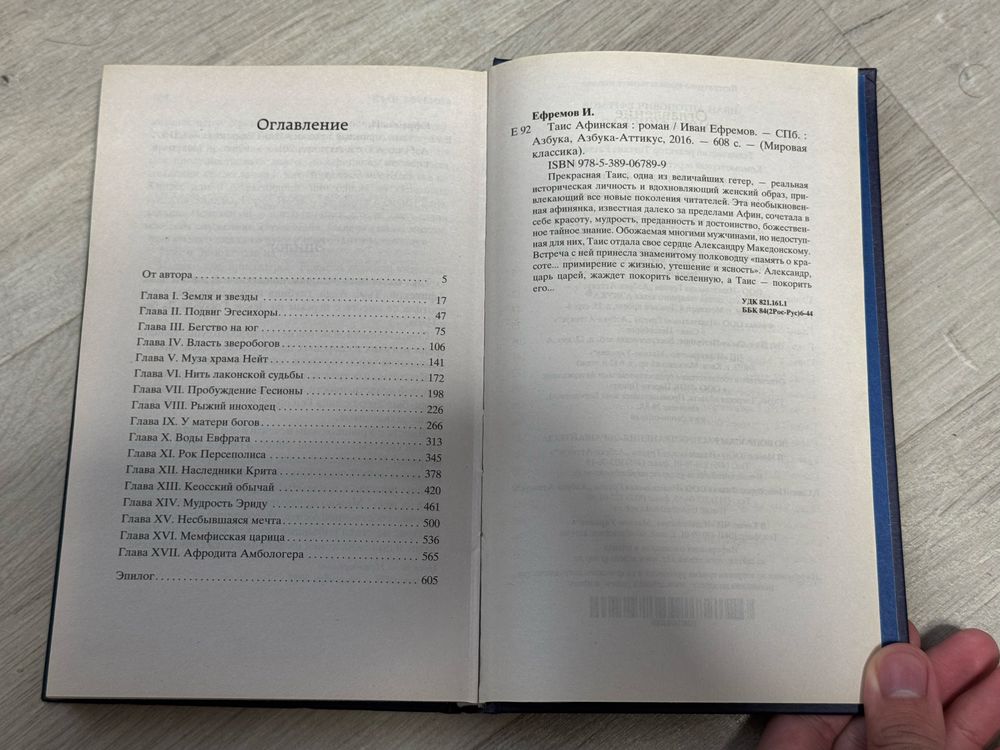 Оглавление
От автора 5
Глава I. Земля и звезды 17
Глава II. Подвиг Эгесихоры 47
Глава III. Бегство на юг 75
Глава IV. Власть зверобогов 106
Глава V. Муза храма Нейт 141
Глава VI. Нить лаконской судьбы 172
Глава VII. Пробуждение Гесионы 198
Глава VIII. Рыжий иноходец 226
Глава IX. У матери богов 266
Глава X. Воды Евфрата 313
Глава XI. Рок Персеполиса 345
Глава XII. Наследники Крита 378
Глава XIII. Кеосский обычай 420
Глава XIV. Мудрость Эриду 461
Глава XV. Несбывшаяся мечта 500
Глава XVI. Мемфисская царица 536
Глава XVII. Афродита Амбологера 565
Эпилог 605
Ефремов И.
Е 92 Таис Афинская : роман / Иван Ефремов. — СПб. :
Азбука, Азбука-Аттикус, 2016. — 608 с. — (Мировая
классика).
ISBN 978-5-389-06789-9
Прекрасная Таис, одна из величайших гетер, — реальная
историческая личность и вдохновляющий женский образ, при-
влекающий все новые поколения читателей. Эта необыкновен-
ная афинянка, известная далеко за пределами Афин, сочетала в
себе красоту, мудрость, преданность и достоинство, божествен-
ное тайное знание. Обожаемая многими мужчинами, но недоступ-
ная для них, Таис отдала свое сердце Александру Македонскому.
Встреча с ней принесла знаменитому полководцу «память о кра-
соте... примирение с жизнью, утешение и ясность». Александр,
царь царей, жаждет покорить вселенную, а Таис — покорить
его...
УДК 821.161.1
ББК 84(2Рос-Рус)6-44